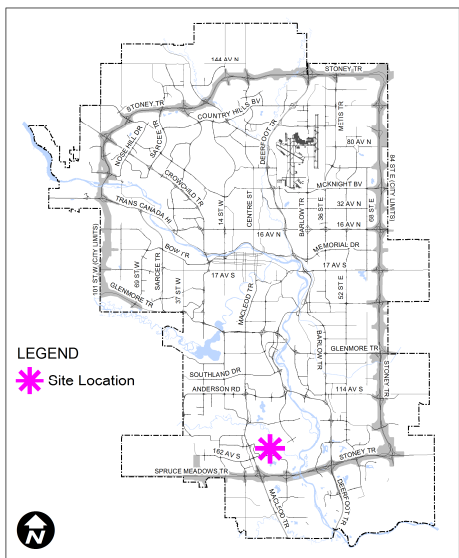 144 AV N
STONEY TR
STONEY TR
COUNTRY HILLS BV
METIS TR
NOSE HILL DR
SARCEE TR
DEERFOOT TR
80 AV N
CROWCHILD TR
MCKNIGHT BV
84 ST E (CITY LIMITS)
TRANS CANADA HI
14 ST W
CENTRE ST
BARLOW TR
36 ST E
32 AV N
68 ST E
16 AV N
16 AV N
MEMORIAL DR
BOW TR
17 AV S
17 AV S
101 ST W (CITY LIMITS)
69 ST W
SARCEE TR
37 ST W
52 ST E
GLENMORE TR
MACLEOD TR
BARLOW TR
GLENMORE TR
LEGEND
Site Location
SOUTHLAND DR
ANDERSON RD
114 AV S
STONEY TR
162 AV S
STONEY TR
SPRUCE MEADOWS TR
MACLEOD TR
DEERFOOT TR
N